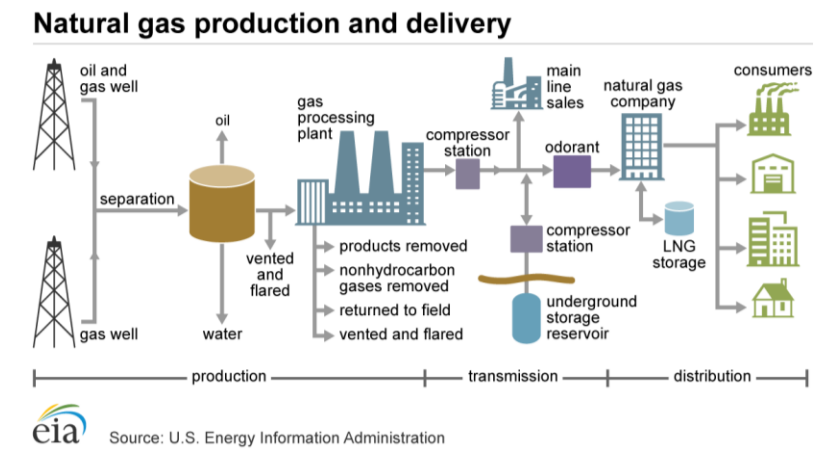 Natural gas production and delivery
oil and
gas well
separation
gas well
oil
water
vented
and
flared
gas
processing
plant
products removed
nonhydrocarbon
gases removed
returned to field
vented and flared
compressor
station
main
line
sales
odorant
compressor
station
underground
storage
reservoir
natural gas
company
LNG
storage
consumers
production
transmission
distribution
eia
Source: U.S. Energy Information Administration